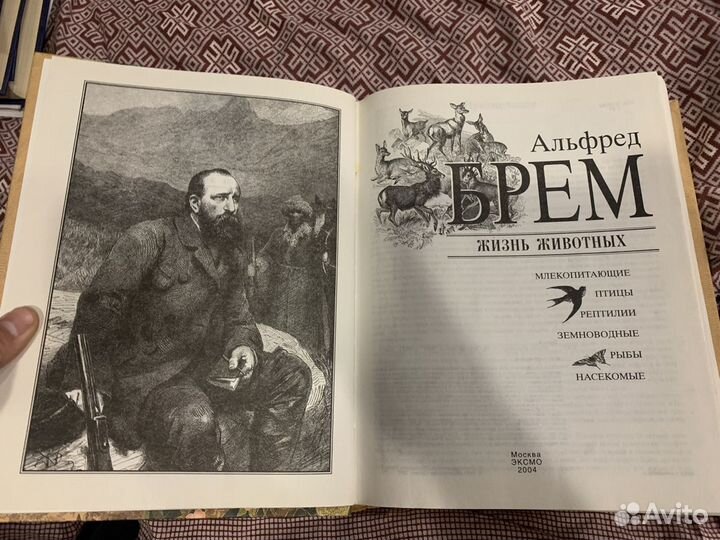 Альфред
БРЕМ
ЖИЗНЬ ЖИВОТНЫХ
МЛЕКОПИТАЮЩИЕ
ПТИЦЫ
РЕПТИЛИИ
ЗЕМНОВОДНЫЕ
РЫБЫ
НАСЕКОМЫЕ
Москва
ЭКСМО
2004
Avito